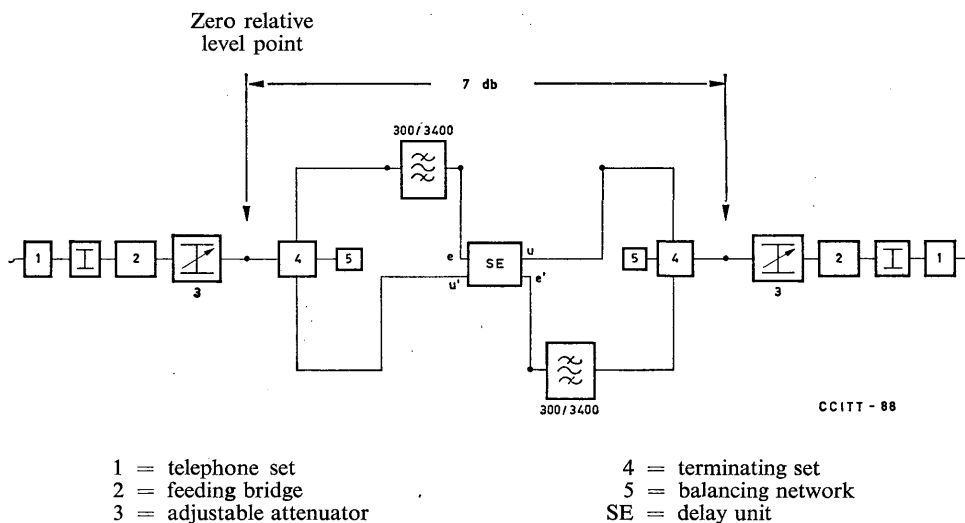 Zero relative
level point
7 db
300/3400
1
2
3
4
5
e
u'
SE
u
e'
5
4
3
2
1
300/3400
CCITT - 88
1 = telephone set
2 = feeding bridge
3 = adjustable attenuator
4 = terminating set
5 = balancing network
SE = delay unit